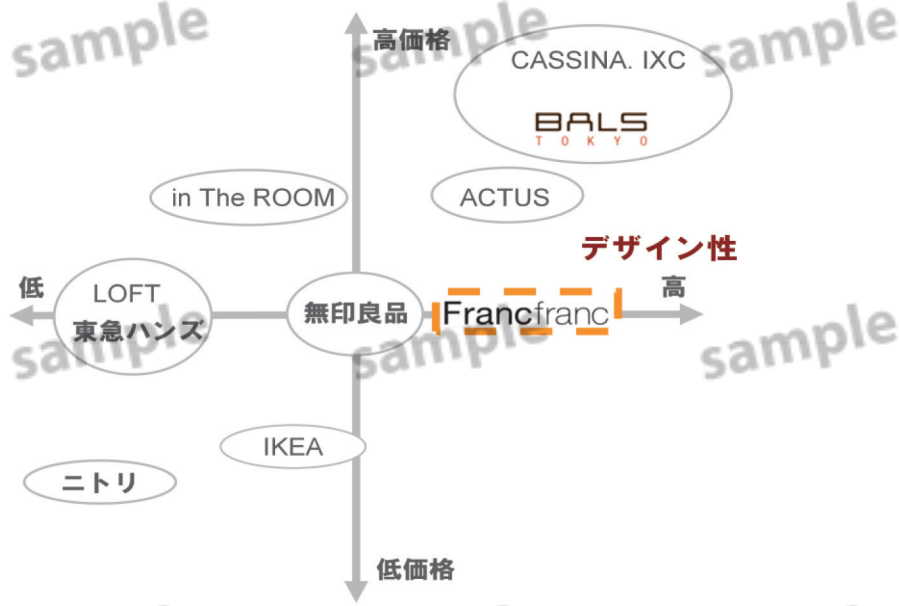 sample sample sample
高価格
CASSINA. IXC
BALS
TOKYO
in The ROOM
ACTUS
デザイン性
低
高
LOFT
東急ハンズ
無印良品
Francfranc
sample sample sample
IKEA
ニトリ
低価格